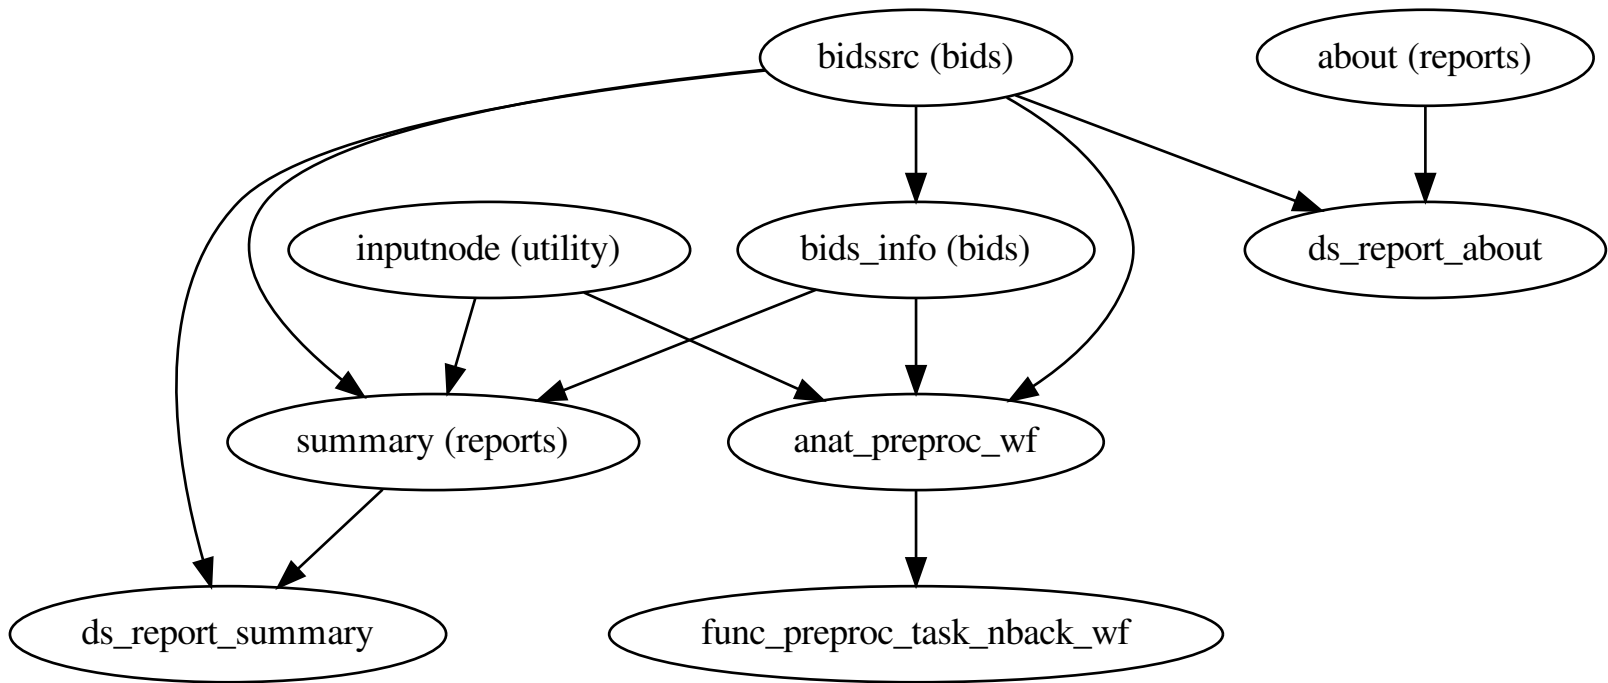 bidssrc (bids)
about (reports)
inputnode (utility)
bids_info (bids)
ds_report_about
summary (reports)
anat_preproc_wf
ds_report_summary
func_preproc_task_nback_wf